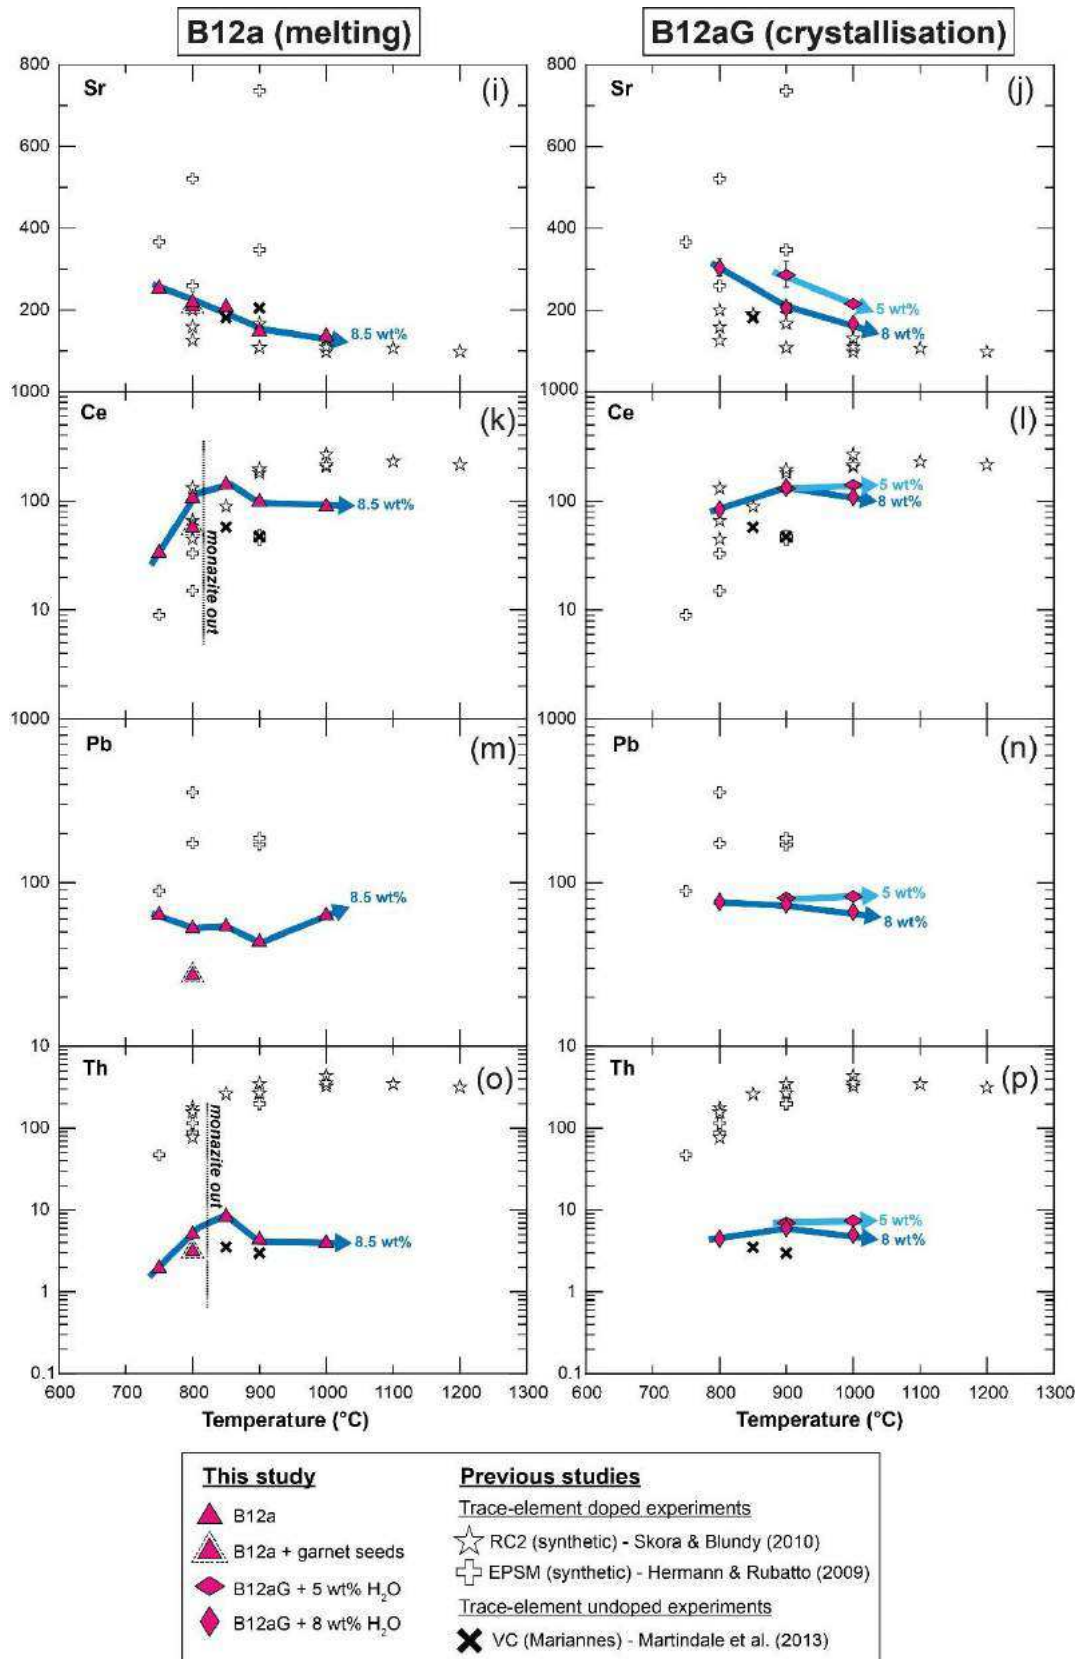 B12a (melting)
B12aG (crystallisation)
800
600
400
200
1000
Sr
(i)
8.5 wt%
800
600
400
200
1000
Sr
(j)
5 wt%
8 wt%
100
10
1000
Ce
(k)
monazite out
8.5 wt%
100
10
1000
Ce
(l)
5 wt%
8 wt%
100
10
Pb
(m)
8.5 wt%
100
10
Pb
(n)
5 wt%
8 wt%
100
10
1
0.1
Th
(o)
monazite out
8.5 wt%
100
10
1
0.1
Th
(p)
5 wt%
8 wt%
600 700 800 900 1000 1100 1200 1300
Temperature (°C)
600 700 800 900 1000 1100 1200 1300
Temperature (°C)
This study
B12a
B12a + garnet seeds
B12aG + 5 wt% H₂O
B12aG + 8 wt% H₂O
Previous studies
Trace-element doped experiments
RC2 (synthetic) - Skora & Blundy (2010)
EPSM (synthetic) - Hermann & Rubatto (2009)
Trace-element undoped experiments
VC (Mariannes) - Martindale et al. (2013)